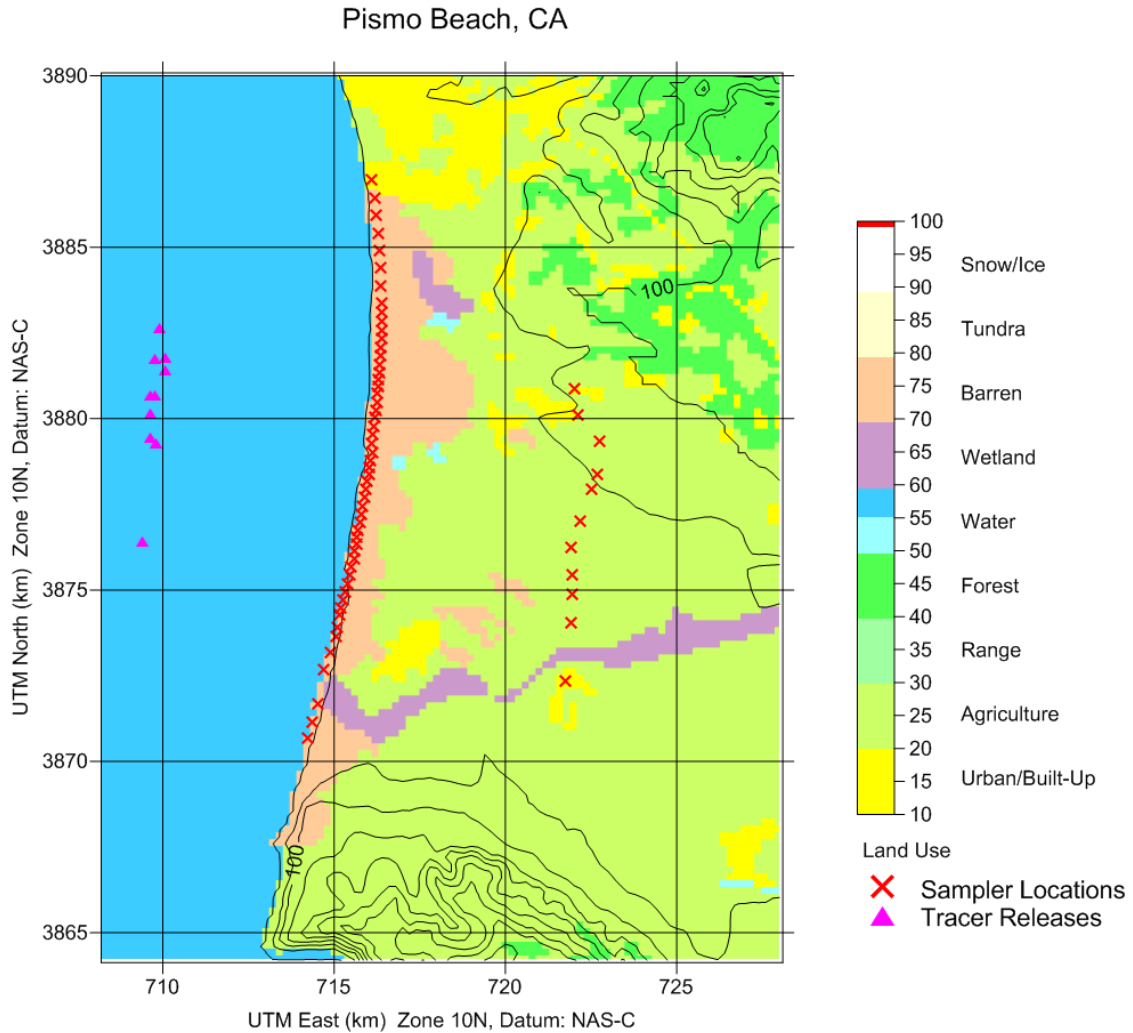 Pismo Beach, CA
3890
3885
3880
3875
3870
3865
UTM North (km)  Zone 10N, Datum: NAS-C
100
100
710
715
720
725
UTM East (km)  Zone 10N, Datum: NAS-C
100
95
90
85
80
75
70
65
60
55
50
45
40
35
30
25
20
15
10
Snow/Ice
Tundra
Barren
Wetland
Water
Forest
Range
Agriculture
Urban/Built-Up
Land Use
Sampler Locations
Tracer Releases